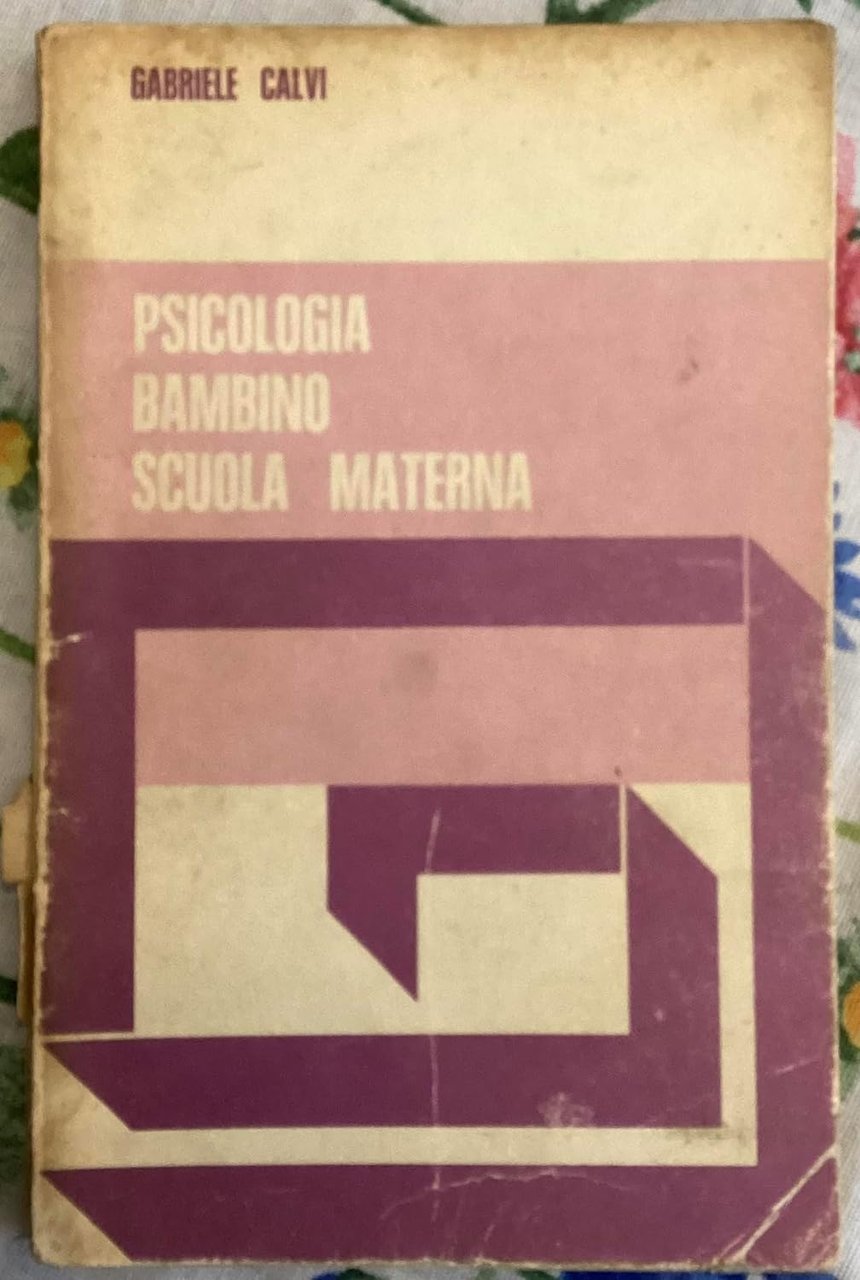 GABRIELE CALVI
PSICOLOGIA
BAMBINO
SCUOLA MATERNA